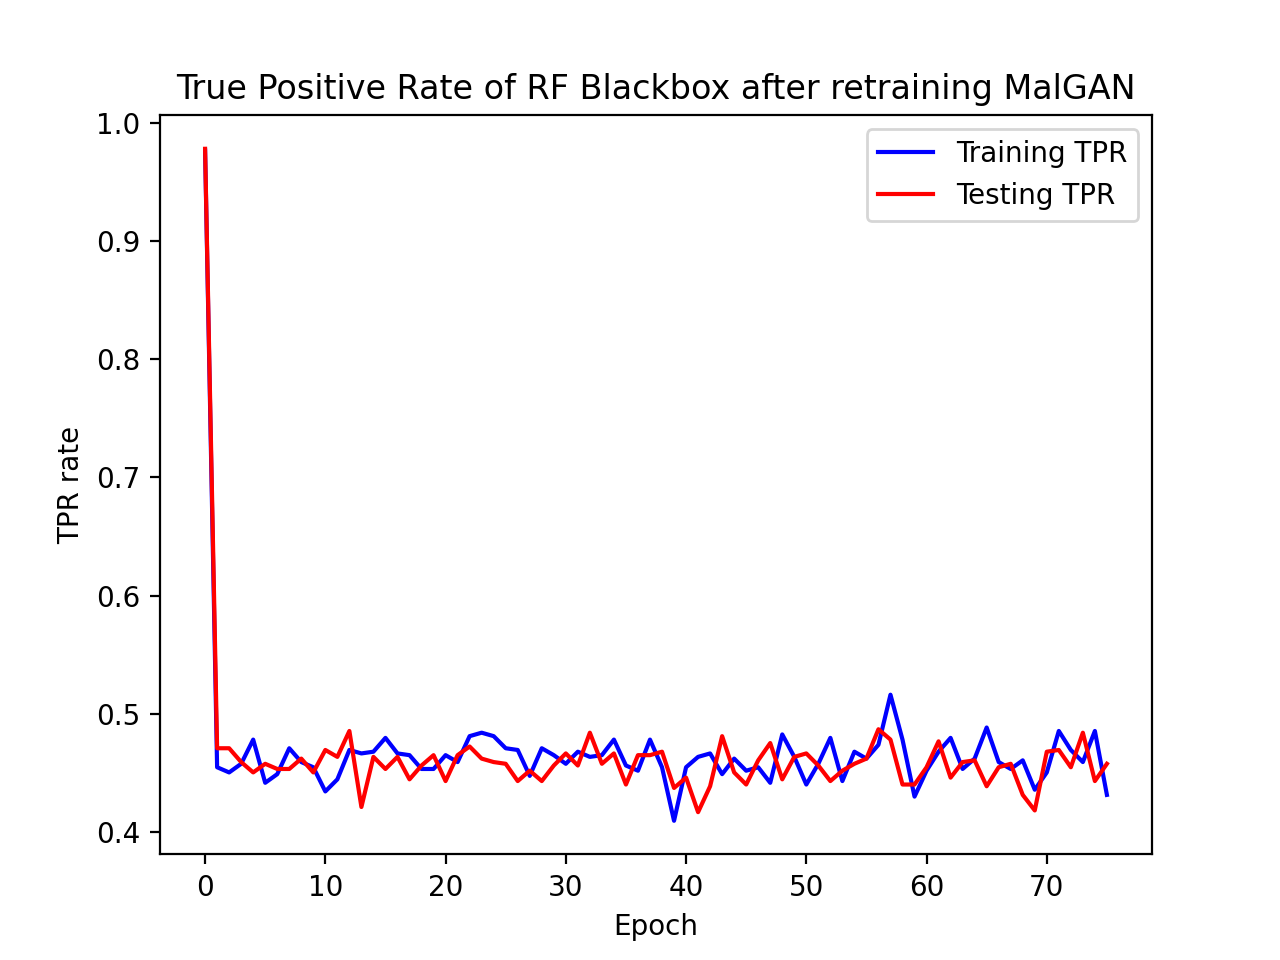 True Positive Rate of RF Blackbox after retraining MalGAN
1.0
0.9
0.8
0.7
0.6
0.5
0.4
TPR rate
Training TPR
Testing TPR
0 10 20 30 40 50 60 70
Epoch